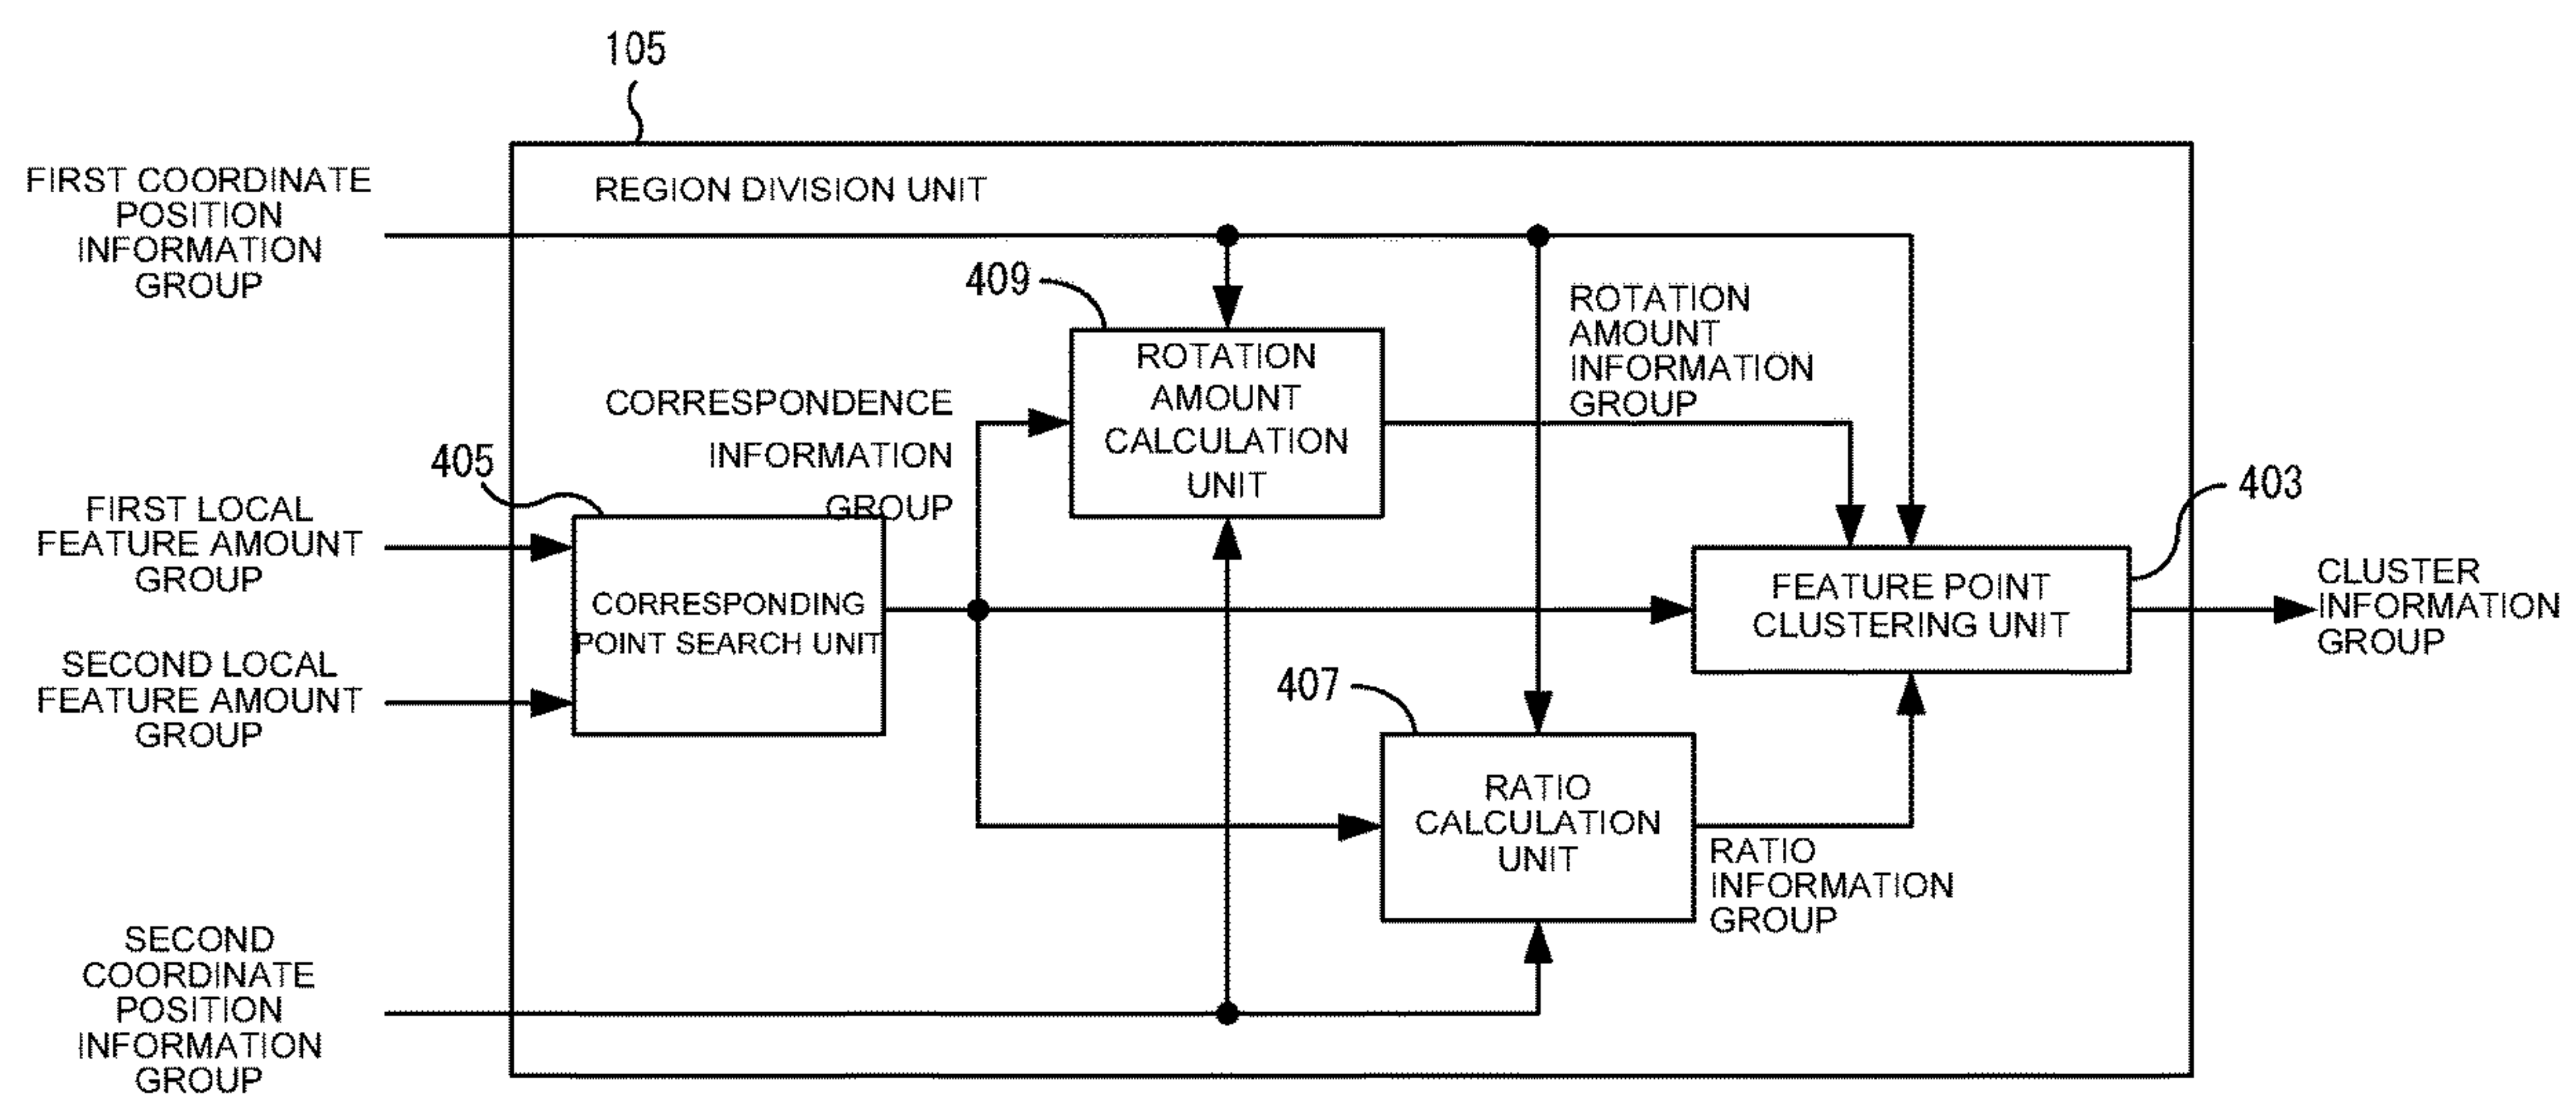 105
FIRST COORDINATE
POSITION
INFORMATION
GROUP
REGION DIVISION UNIT
409
ROTATION
AMOUNT
CALCULATION
UNIT
ROTATION
AMOUNT
INFORMATION
GROUP
CORRESPONDENCE
INFORMATION
GROUP
405
FIRST LOCAL
FEATURE AMOUNT
GROUP
SECOND LOCAL
FEATURE AMOUNT
GROUP
CORRESPONDING
POINT SEARCH UNIT
403
FEATURE POINT
CLUSTERING UNIT
CLUSTER
INFORMATION
GROUP
407
RATIO
CALCULATION
UNIT
RATIO
INFORMATION
GROUP
SECOND
COORDINATE
POSITION
INFORMATION
GROUP